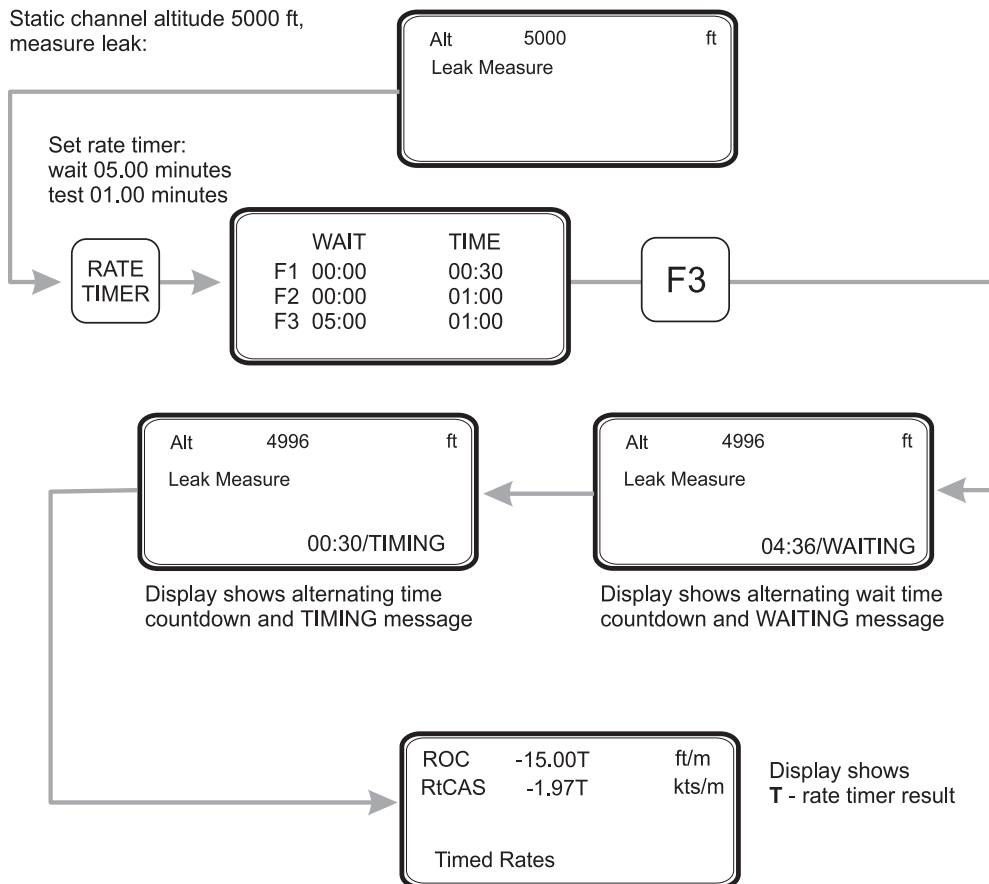 Static channel altitude 5000 ft,
measure leak:
Alt 5000 ft
Leak Measure
Set rate timer:
wait 05.00 minutes
test 01.00 minutes
RATE
TIMER
WAIT TIME
F1 00:00 00:30
F2 00:00 01:00
F3 05:00 01:00
F3
Alt 4996 ft
Leak Measure
04:36/WAITING
Display shows alternating wait time
countdown and WAITING message
Alt 4996 ft
Leak Measure
00:30/TIMING
Display shows alternating time
countdown and TIMING message
ROC -15.00T ft/m
RtCAS -1.97T kts/m
Timed Rates
Display shows
T - rate timer result